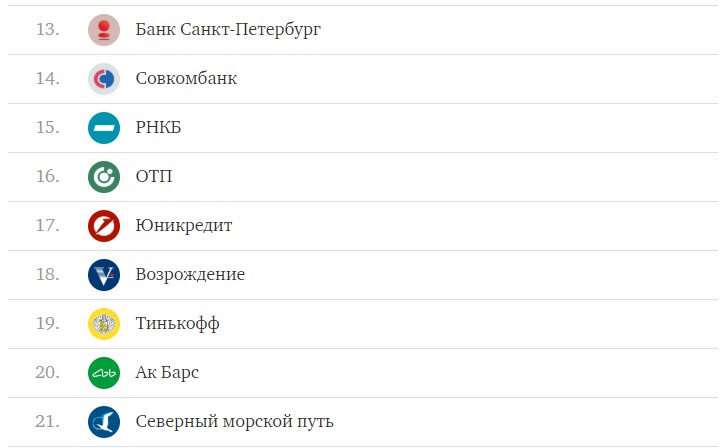 13. Банк Санкт-Петербург
14. Совкомбанк
15. РНКБ
16. ОТП
17. Юникредит
18. Возрождение
19. Тинькофф
20. Ак Барс
21. Северный морской путь